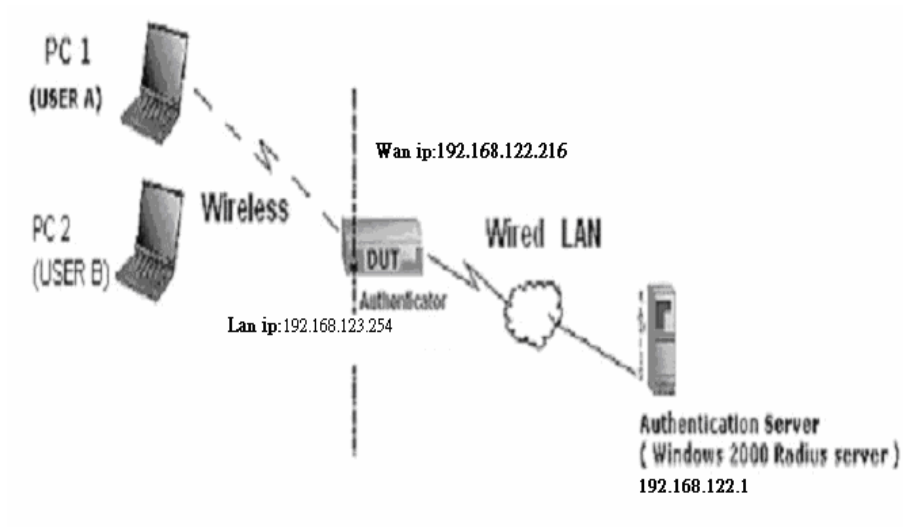 PC 1
(USER A)
Wan ip:192.168.122.216
Wireless
PC 2
(USER B)
Wired LAN
DUT
Authenticator
Lan ip:192.168.123.254
Authentication Server
( Windows 2000 Radius server )
192.168.122.1